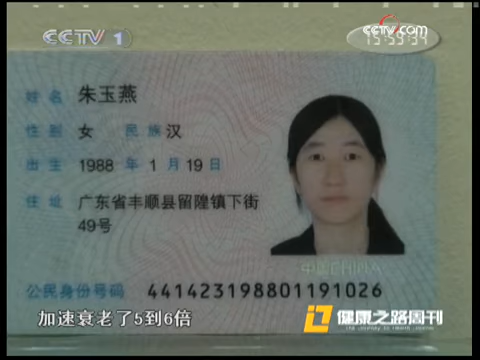 CCTV 1
CCTV.com
15:59:34
姓名 朱玉燕
性别 女 民族 汉
出生 1988 年 1 月 19 日
住址 广东省丰顺县留隍镇下街
49号
公民身份号码 441423198801191026
加速衰老了5到6倍
健康之路周刊